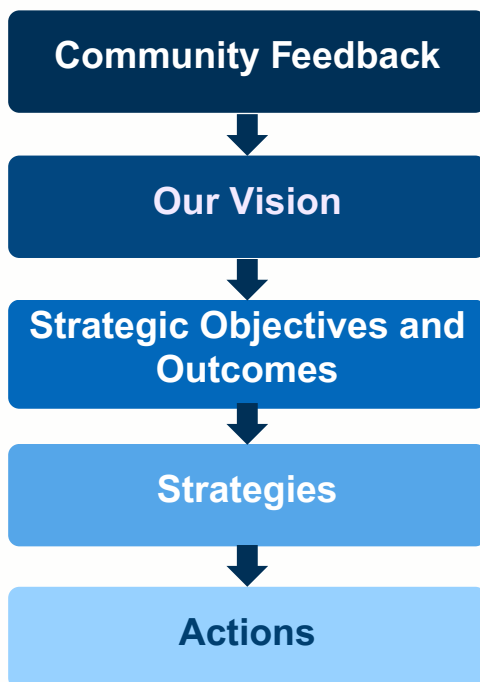 Community Feedback
Our Vision
Strategic Objectives and
Outcomes
Strategies
Actions